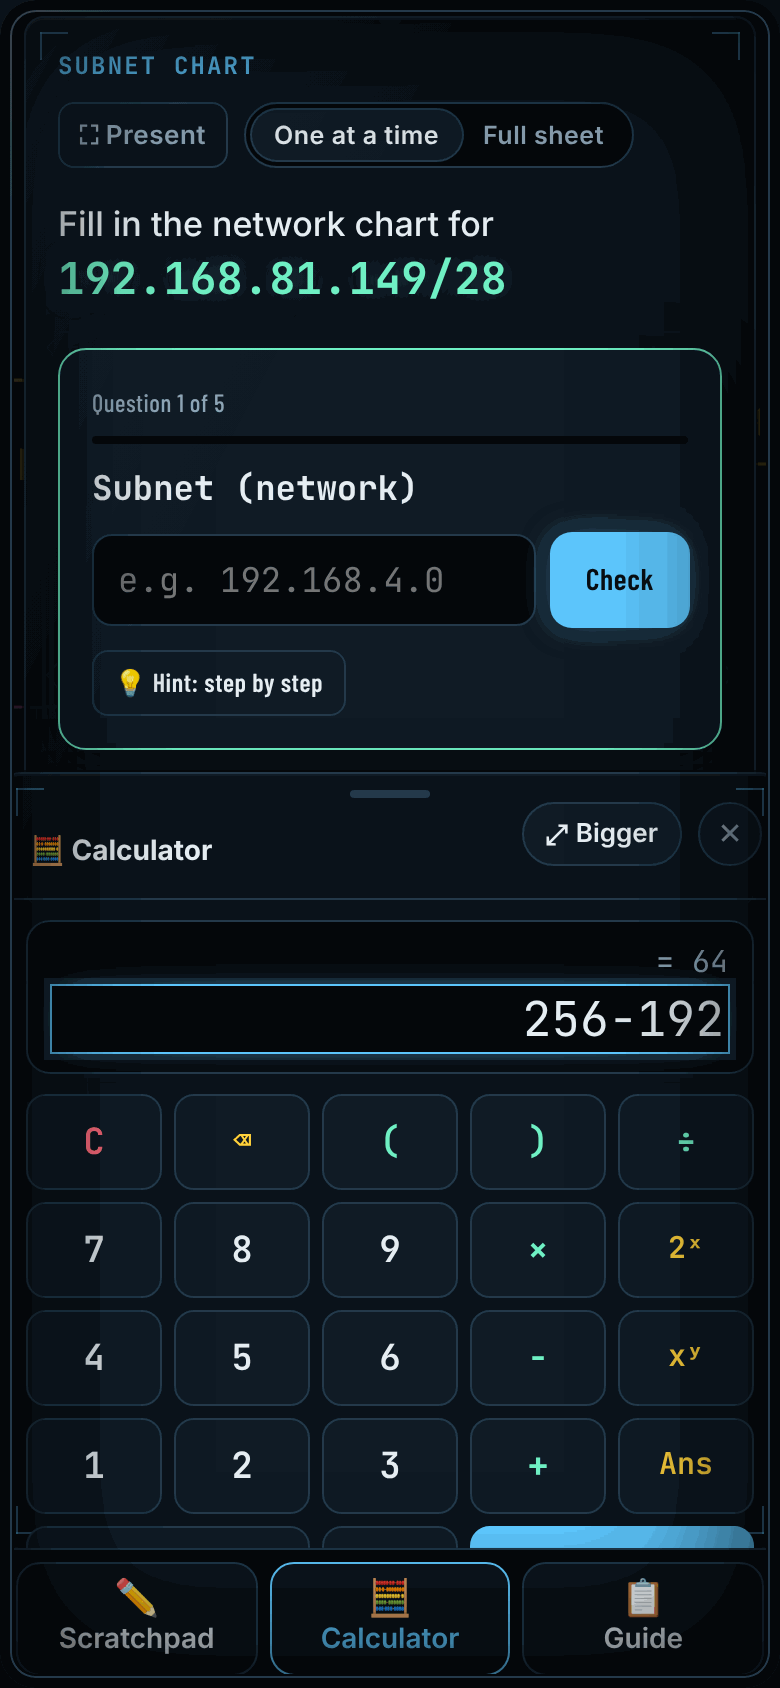 SUBNET CHART
Present
One at a time
Full sheet
Fill in the network chart for
192.168.81.149/28
Question 1 of 5
Subnet (network)
e.g. 192.168.4.0
Check
💡 Hint: step by step
🧮 Calculator
⤢ Bigger
✕
= 64
256-192
C
⌫
(
)
÷
7
8
9
×
2ˣ
4
5
6
-
xʸ
1
2
3
+
Ans
Scratchpad
Calculator
Guide